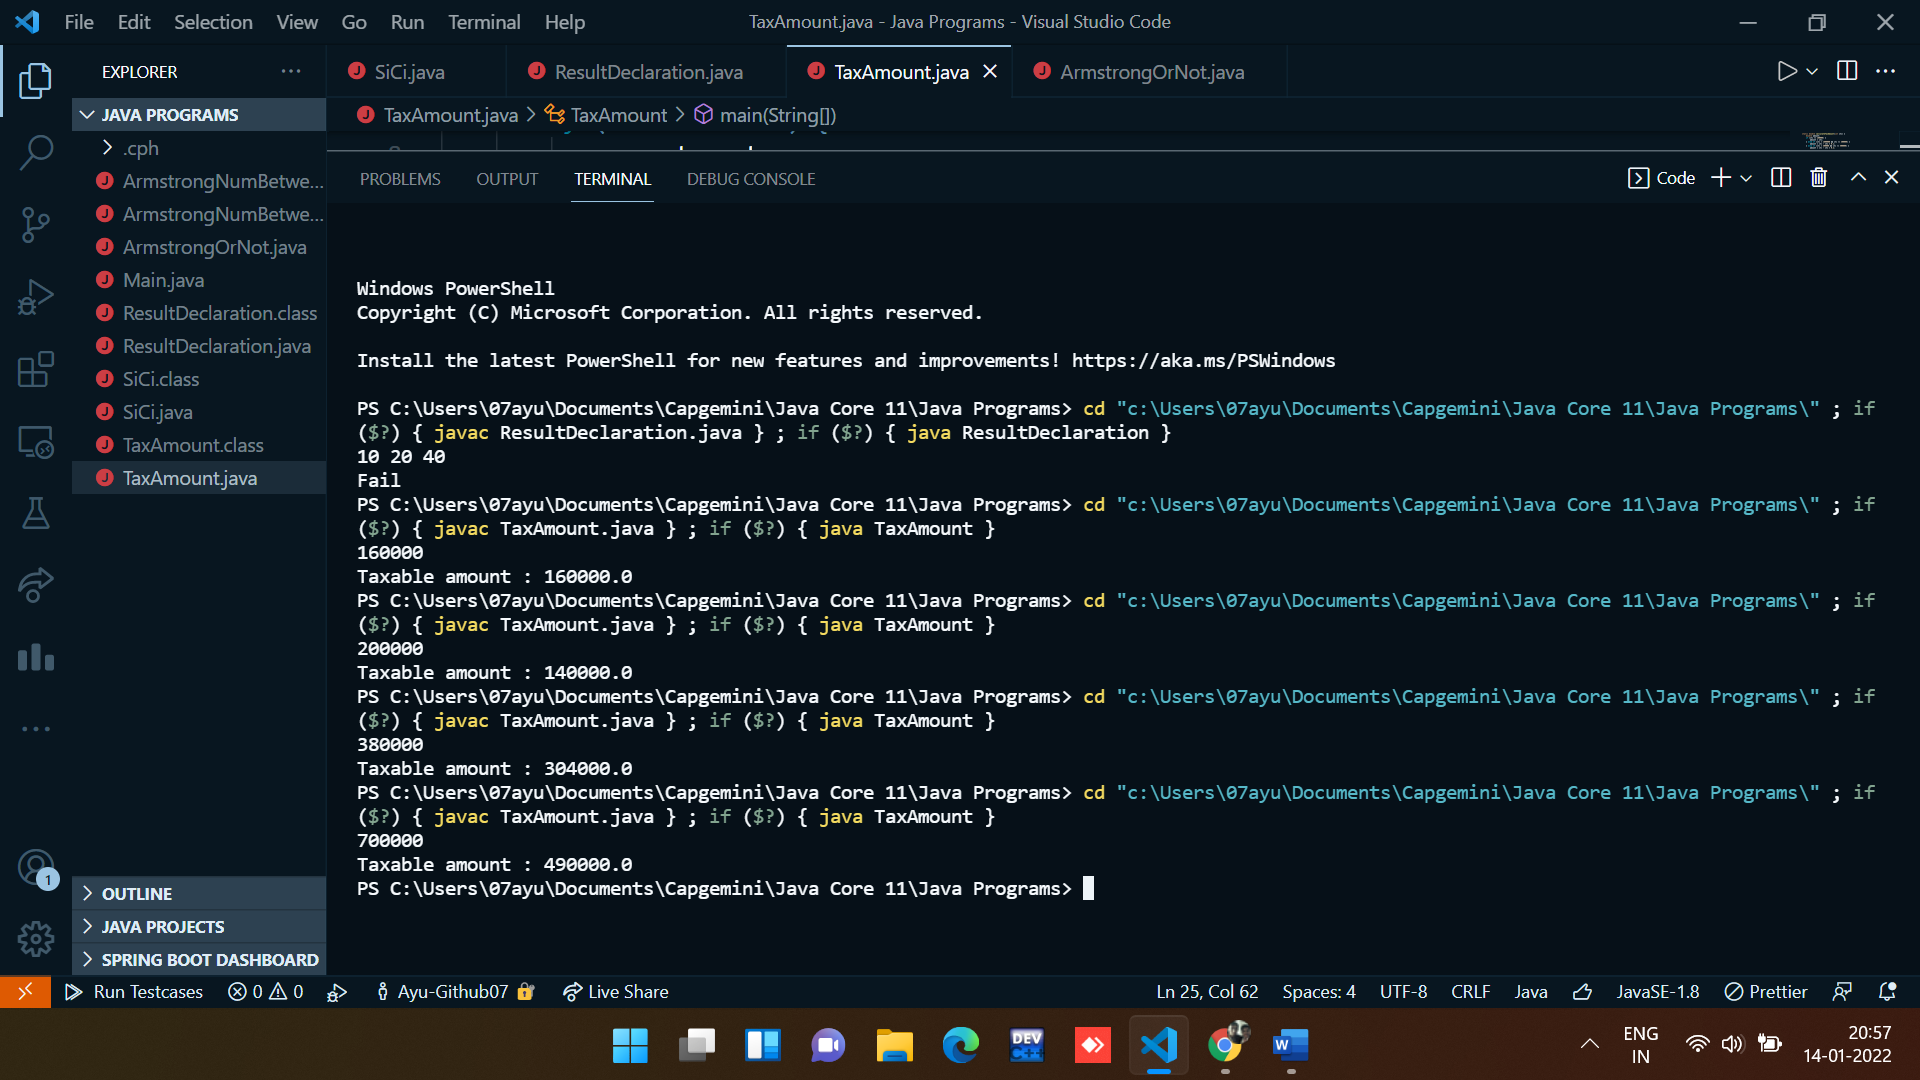 File Edit Selection View Go Run Terminal Help TaxAmount.java - Java Programs - Visual Studio Code
EXPLORER
SiCi.java ResultDeclaration.java TaxAmount.java ArmstrongOrNot.java
JAVA PROGRAMS
TaxAmount.java > TaxAmount > main(String[])
.cph
ArmstrongNumBetwe...
ArmstrongNumBetwe...
ArmstrongOrNot.java
Main.java
ResultDeclaration.class
ResultDeclaration.java
SiCi.class
SiCi.java
TaxAmount.class
TaxAmount.java
OUTLINE
JAVA PROJECTS
SPRING BOOT DASHBOARD
PROBLEMS OUTPUT TERMINAL DEBUG CONSOLE Code
Windows PowerShell
Copyright (C) Microsoft Corporation. All rights reserved.
Install the latest PowerShell for new features and improvements! https://aka.ms/PSWindows
PS C:\Users\07ayu\Documents\Capgemini\Java Core 11\Java Programs> cd "c:\Users\07ayu\Documents\Capgemini\Java Core 11\Java Programs\" ; if
($?) { javac ResultDeclaration.java } ; if ($?) { java ResultDeclaration }
10 20 40
Fail
PS C:\Users\07ayu\Documents\Capgemini\Java Core 11\Java Programs> cd "c:\Users\07ayu\Documents\Capgemini\Java Core 11\Java Programs\" ; if
($?) { javac TaxAmount.java } ; if ($?) { java TaxAmount }
160000
Taxable amount : 160000.0
PS C:\Users\07ayu\Documents\Capgemini\Java Core 11\Java Programs> cd "c:\Users\07ayu\Documents\Capgemini\Java Core 11\Java Programs\" ; if
($?) { javac TaxAmount.java } ; if ($?) { java TaxAmount }
200000
Taxable amount : 140000.0
PS C:\Users\07ayu\Documents\Capgemini\Java Core 11\Java Programs> cd "c:\Users\07ayu\Documents\Capgemini\Java Core 11\Java Programs\" ; if
($?) { javac TaxAmount.java } ; if ($?) { java TaxAmount }
380000
Taxable amount : 304000.0
PS C:\Users\07ayu\Documents\Capgemini\Java Core 11\Java Programs> cd "c:\Users\07ayu\Documents\Capgemini\Java Core 11\Java Programs\" ; if
($?) { javac TaxAmount.java } ; if ($?) { java TaxAmount }
700000
Taxable amount : 490000.0
PS C:\Users\07ayu\Documents\Capgemini\Java Core 11\Java Programs>
1
Run Testcases 0 0 Ayu-Github07 Live Share Ln 25, Col 62 Spaces: 4 UTF-8 CRLF Java JavaSE-1.8 Prettier
DEV C++
W
ENG
IN
20:57
14-01-2022